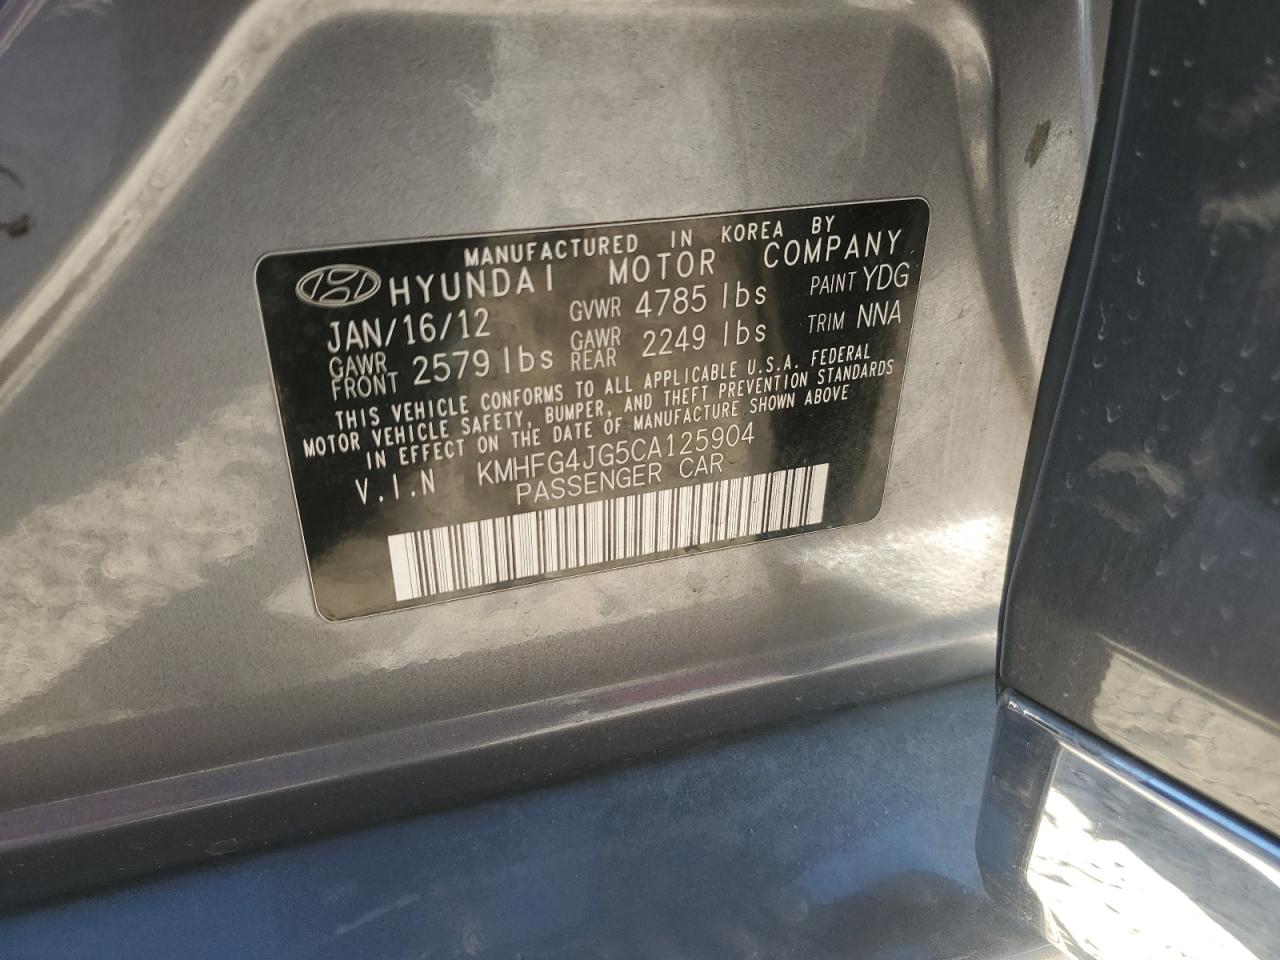 MANUFACTURED IN KOREA BY
HYUNDAI MOTOR COMPANY
JAN/16/12 GVWR 4785 lbs PAINT YDG
GAWR FRONT 2579 lbs GAWR REAR 2249 lbs TRIM NNA
THIS VEHICLE CONFORMS TO ALL APPLICABLE U.S.A. FEDERAL
MOTOR VEHICLE SAFETY, BUMPER, AND THEFT PREVENTION STANDARDS
IN EFFECT ON THE DATE OF MANUFACTURE SHOWN ABOVE
V.I.N KMHFG4JG5CA125904
PASSENGER CAR